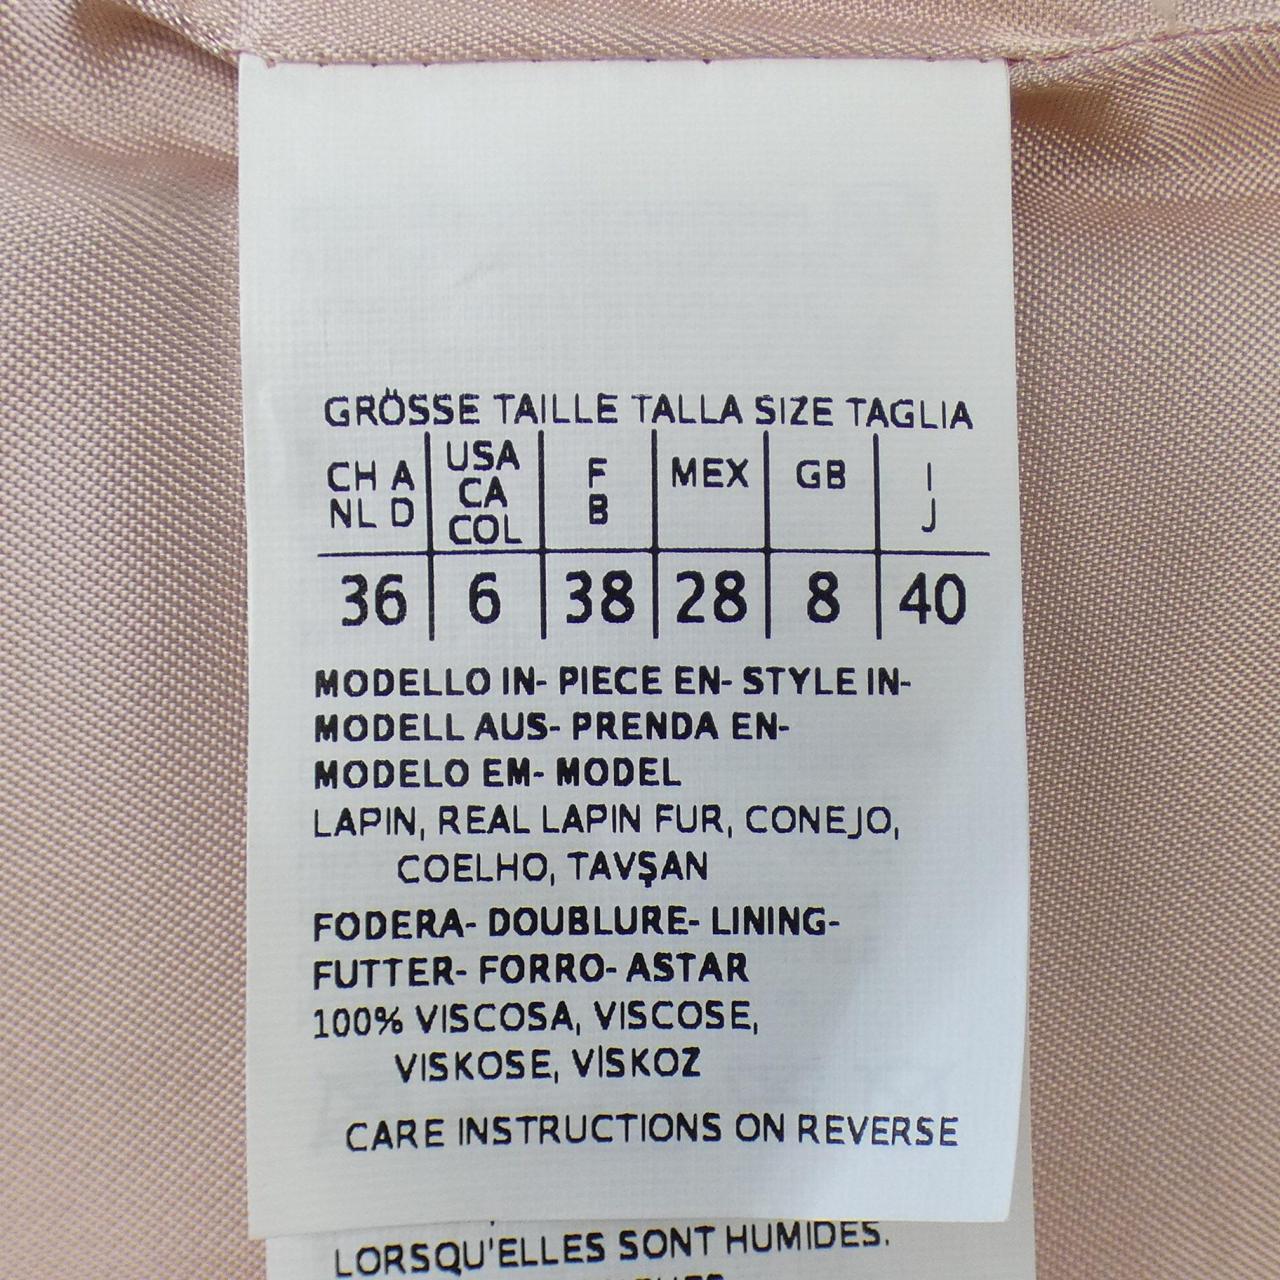 GRÖSSE TAILLE TALLA SIZE TAGLIA
CH A NL D | USA CA COL | F B | MEX | GB | I J
36 | 6 | 38 | 28 | 8 | 40
MODELLO IN- PIECE EN- STYLE IN-
MODELL AUS- PRENDA EN-
MODELO EM- MODEL
LAPIN, REAL LAPIN FUR, CONEJO,
COELHO, TAVŞAN
FODERA- DOUBLURE- LINING-
FUTTER- FORRO- ASTAR
100% VISCOSA, VISCOSE,
VISKOSE, VİSKOZ
CARE INSTRUCTIONS ON REVERSE
LORSQU'ELLES SONT HUMIDES.